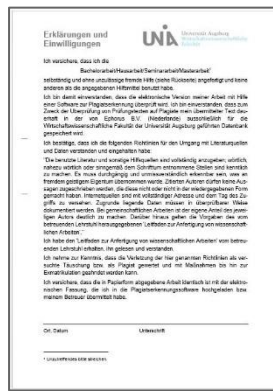 Erklärungen und
Einwilligungen
UNiA Universität Augsburg
Wirtschaftswissenschaftliche
Fakultät
Ich versichere, dass ich die
Bachelorarbeit/Hausarbeit/Seminararbeit/Masterarbeit*
selbständig und ohne unzulässige fremde Hilfe (siehe Rückseite) angefertigt und keine
anderen als die angegebenen Hilfsmittel benutzt habe.
Ich bin damit einverstanden, dass die elektronische Version meiner Arbeit mit Hilfe
einer Software zur Plagiatserkennung überprüft wird. Ich bin einverstanden, dass zum
Zweck der Überprüfung von Prüfungsteilen auf Plagiate mein übermittelter Text dau-
erhaft in der von Ephorus B.V. (Niederlande) ausschließlich für die
Wirtschaftswissenschaftliche Fakultät der Universität Augsburg geführten Datenbank
gespeichert wird.
Ich bestätige, dass ich die folgenden Richtlinien für den Umgang mit Literaturquellen
und Daten verstanden und eingehalten habe.
"Die benutzte Literatur und sonstige Hilfsquellen sind vollständig anzugeben; wörtlich,
nahezu wörtlich oder sinngemäß dem Schrifttum entnommene Stellen sind kenntlich
zu machen. Es muss durchgängig und unmissverständlich erkennbar sein, was an
fremdem geistigem Eigentum übernommen wurde. Zitierten Autoren dürfen keine Aus-
sagen zugeschrieben werden, die diese nicht oder nicht in der wiedergegebenen Form
gemacht haben. Internetquellen sind mit vollständiger Adresse und dem Tag des Zu-
griffs zu versehen. Zugrunde liegende Daten müssen in überprüfbarer Weise
dokumentiert werden. Bei gemeinschaftlichen Arbeiten ist der eigene Anteil des jewei-
ligen Autors deutlich zu machen. Darüber hinaus gelten die Vorgaben des vom
betreuenden Lehrstuhl herausgegebenen 'Leitfaden zur Anfertigung von wissenschaft-
lichen Arbeiten'."
Ich habe den 'Leitfaden zur Anfertigung von wissenschaftlichen Arbeiten' vom betreu-
enden Lehrstuhl erhalten, ihn gelesen und verstanden.
Ich nehme zur Kenntnis, dass die Verletzung der hier genannten Richtlinien als ver-
suchte Täuschung bzw. als Plagiat gewertet und mit Maßnahmen bis hin zur
Exmatrikulation geahndet werden kann.
Ich versichere, dass die in Papierform abgegebene Arbeit identisch ist mit der elektro-
nischen Fassung, die ich in die Plagiatserkennungssoftware hochgeladen bzw.
meinem Betreuer übermittelt habe.
Ort, Datum Unterschrift
* Unzutreffendes bitte streichen.